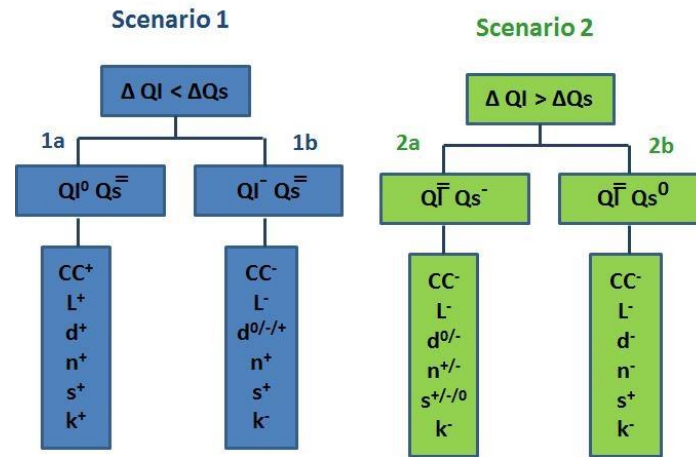 Scenario 1
Δ Ql < ΔQs
1a
1b
Ql⁰ Qs⁼
Ql⁻ Qs⁼
CC⁺
L⁺
d⁺
n⁺
s⁺
k⁺
CC⁻
L⁻
d⁰/⁻/⁺
n⁺
s⁺
k⁻
Scenario 2
Δ Ql > ΔQs
2a
2b
Ql⁼ Qs⁻
Ql⁼ Qs⁰
CC⁻
L⁻
d⁰/⁻
n⁺/⁻
s⁺/⁻/⁰
k⁻
CC⁻
L⁻
d⁻
n⁻
s⁺
k⁻